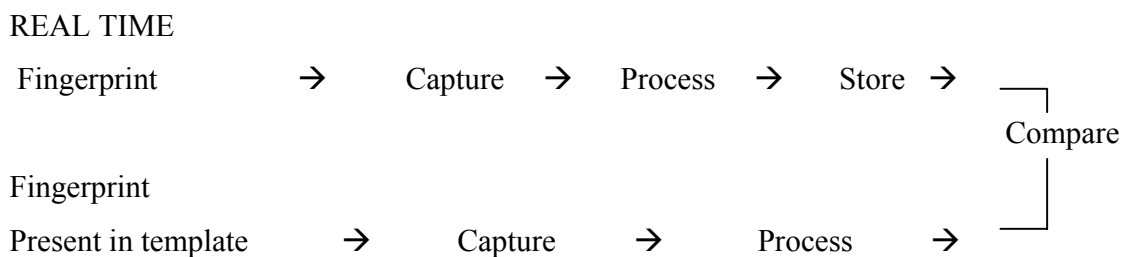 REAL TIME
Fingerprint → Capture → Process → Store →
Compare
Fingerprint
Present in template → Capture → Process →